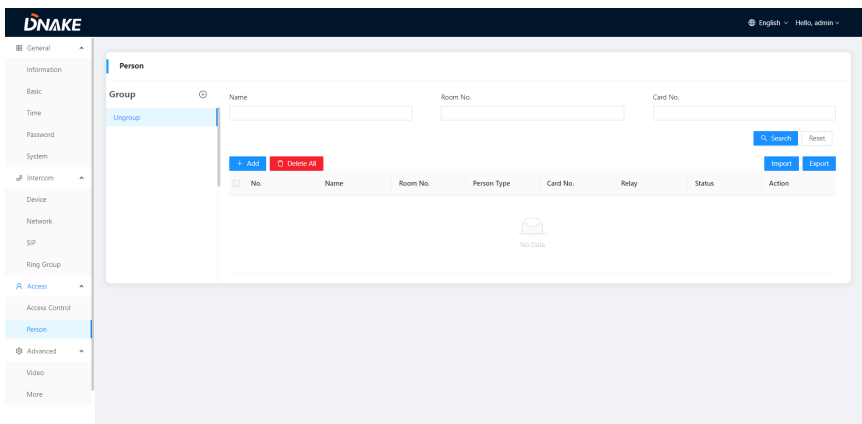 DNAKE
English
Hello, admin
General
Information
Basic
Time
Password
System
Intercom
Device
Network
SIP
Ring Group
Access
Access Control
Person
Advanced
Video
More
Person
Group
Ungroup
Name Room No. Card No.
Search Reset
+ Add Delete All Import Export
No. Name Room No. Person Type Card No. Relay Status Action
No Data